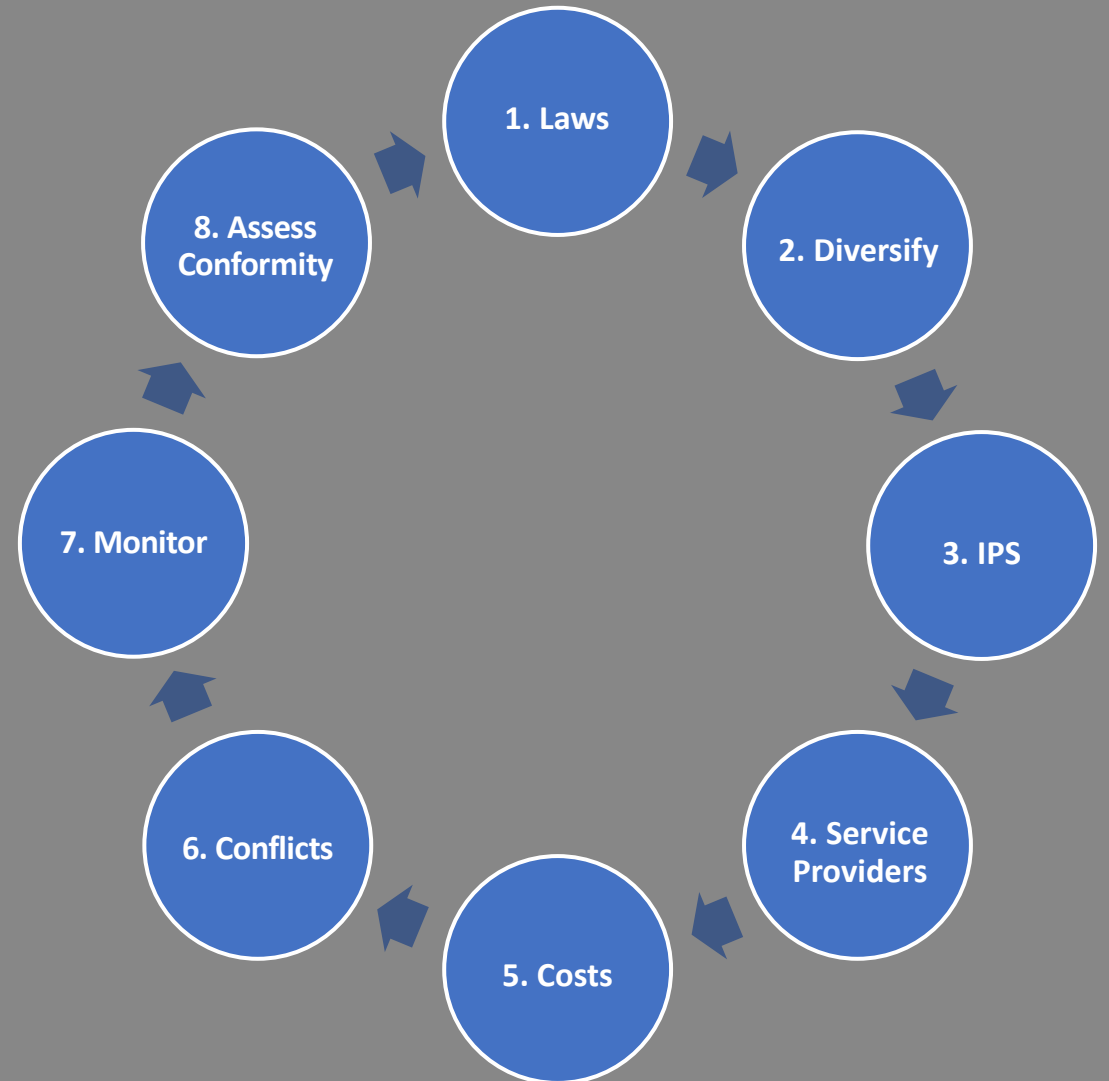 1. Laws
2. Diversify
3. IPS
4. Service
Providers
5. Costs
6. Conflicts
7. Monitor
8. Assess
Conformity